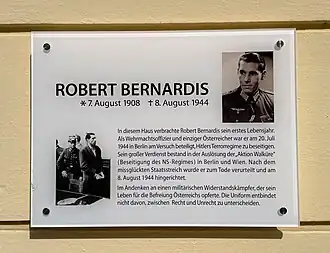 ROBERT BERNARDIS
* 7. August 1908 † 8. August 1944
In diesem Haus verbrachte Robert Bernardis sein erstes Lebensjahr.
Als Wehrmachtsoffizier und einziger Österreicher war er am 20. Juli
1944 in Berlin am Versuch beteiligt, Hitlers Terrorregime zu beseitigen.
Sein großer Verdienst bestand in der Auslösung der „Aktion Walküre“
(Beseitigung des NS-Regimes) in Berlin und Wien. Nach dem
missglückten Staatsstreich wurde er zum Tode verurteilt und am
8. August 1944 hingerichtet.
Im Andenken an einen militärischen Widerstandskämpfer, der sein
Leben für die Befreiung Österreichs opferte. Die Uniform entbindet
nicht davon, zwischen Recht und Unrecht zu unterscheiden.